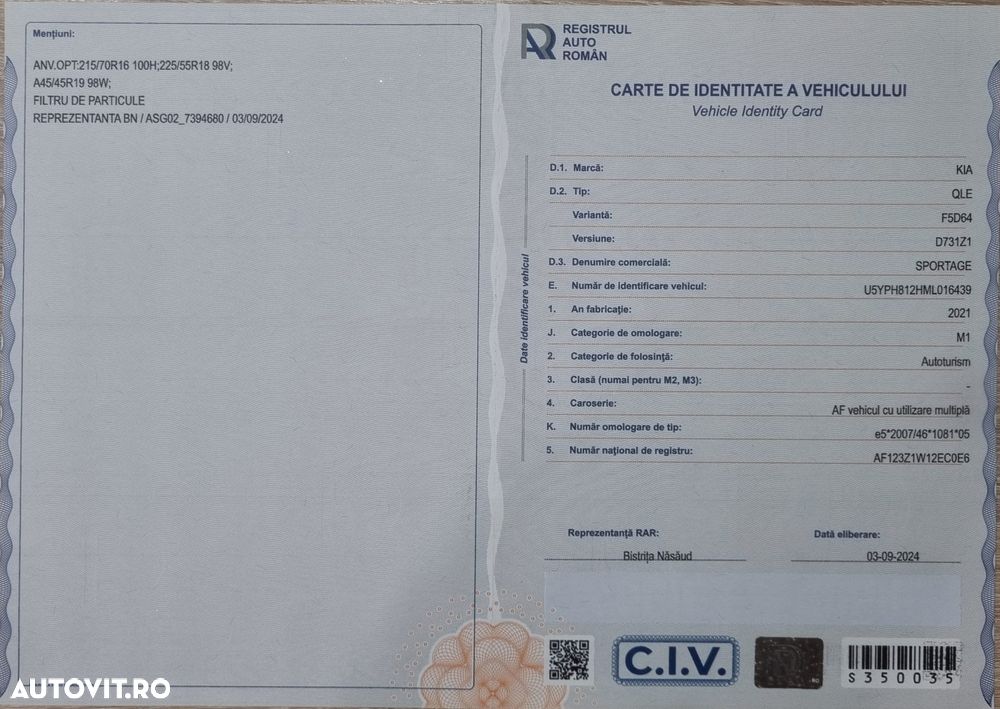 Mențiuni:
ANV.OPT:215/70R16 100H;225/55R18 98V;
A45/45R19 98W;
FILTRU DE PARTICULE
REPREZENTANTA BN / ASG02_7394680 / 03/09/2024
REGISTRUL
AUTO
ROMÂN
CARTE DE IDENTITATE A VEHICULULUI
Vehicle Identity Card
Date identificare vehicul
D.1. Marcă: KIA
D.2. Tip: QLE
Variantă: F5D64
Versiune: D731Z1
D.3. Denumire comercială: SPORTAGE
E. Număr de identificare vehicul: U5YPH812HML016439
1. An fabricație: 2021
J. Categorie de omologare: M1
2. Categorie de folosință: Autoturism
3. Clasă (numai pentru M2, M3): -
4. Caroserie: AF vehicul cu utilizare multiplă
K. Număr omologare de tip: e5*2007/46*1081*05
5. Număr național de registru: AF123Z1W12EC0E6
Reprezentanță RAR: Data eliberare:
Bistrița Năsăud 03-09-2024
C.I.V.
S350035
AUTOVIT.RO